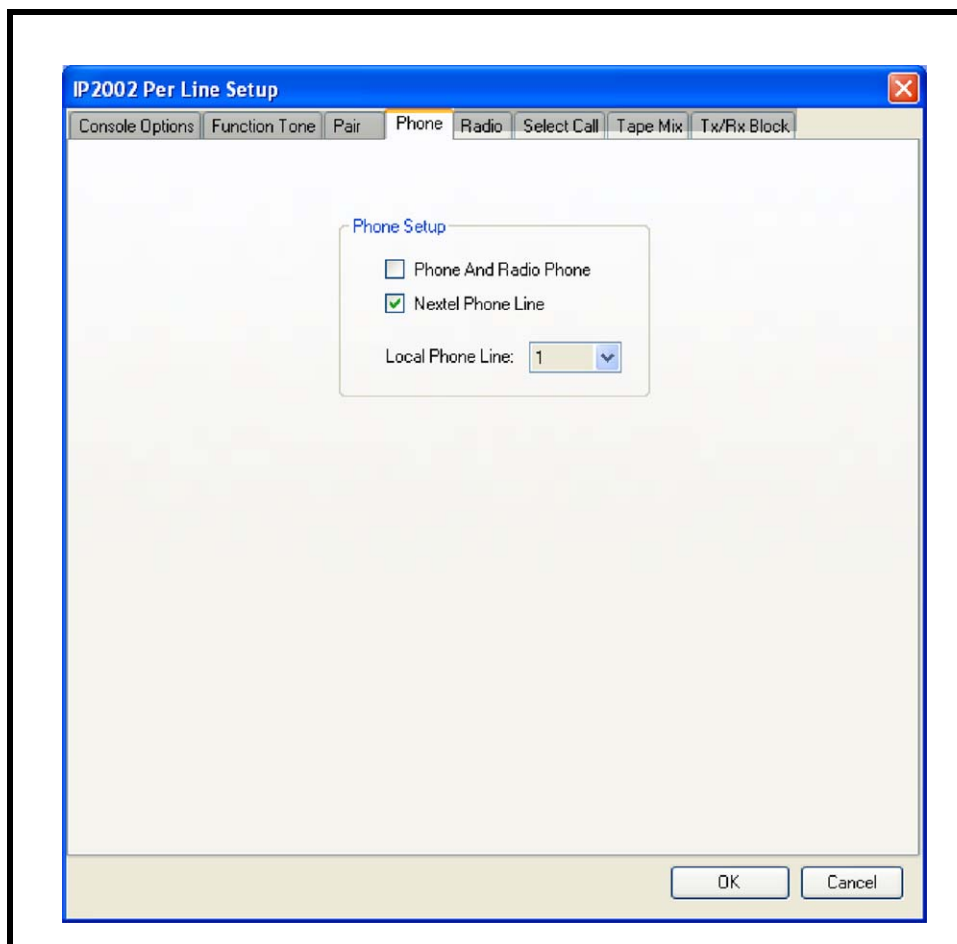 IP2002 Per Line Setup
Console Options Function Tone Pair Phone Radio Select Call Tape Mix Tx/Rx Block
Phone Setup
Phone And Radio Phone
Nextel Phone Line
Local Phone Line: 1
OK Cancel